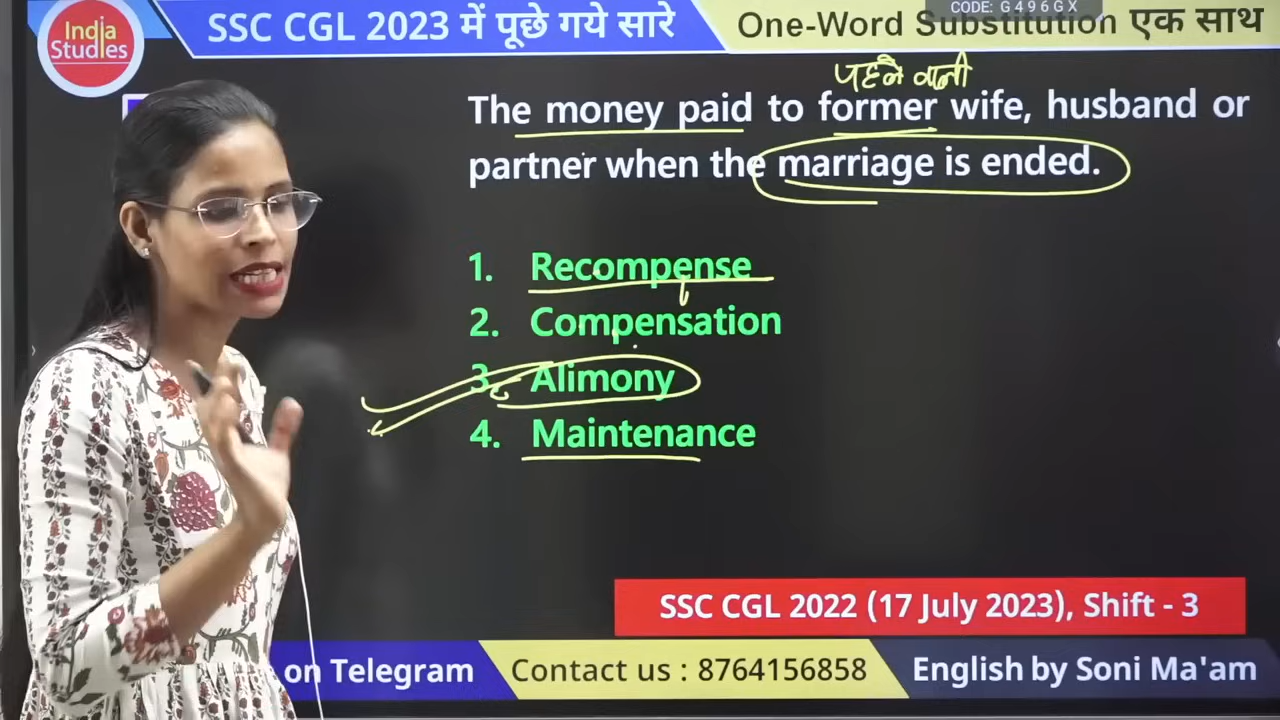 India
Studies
SSC CGL 2023 में पूछे गये सारे
One-Word Substitution एक साथ
CODE: G496GX
पहले वाली
The money paid to former wife, husband or
partner when the marriage is ended.
1. Recompense
2. Compensation
3. Alimony
4. Maintenance
SSC CGL 2022 (17 July 2023), Shift - 3
on Telegram
Contact us : 8764156858
English by Soni Ma'am